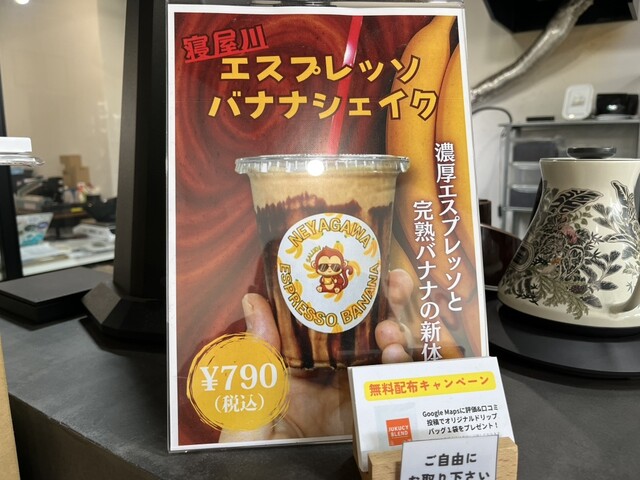 寝屋川
エスプレッソ
バナナシェイク
濃厚エスプレッソと
完熟バナナの新体
NEYAGAWA
ESPRESSO BANANA
¥790
(税込)
無料配布キャンペーン
Google Mapsに評価&口コミ
投稿でオリジナルドリップ
バッグ1袋をプレゼント!
BLEND
ご自由に
お取り下さい